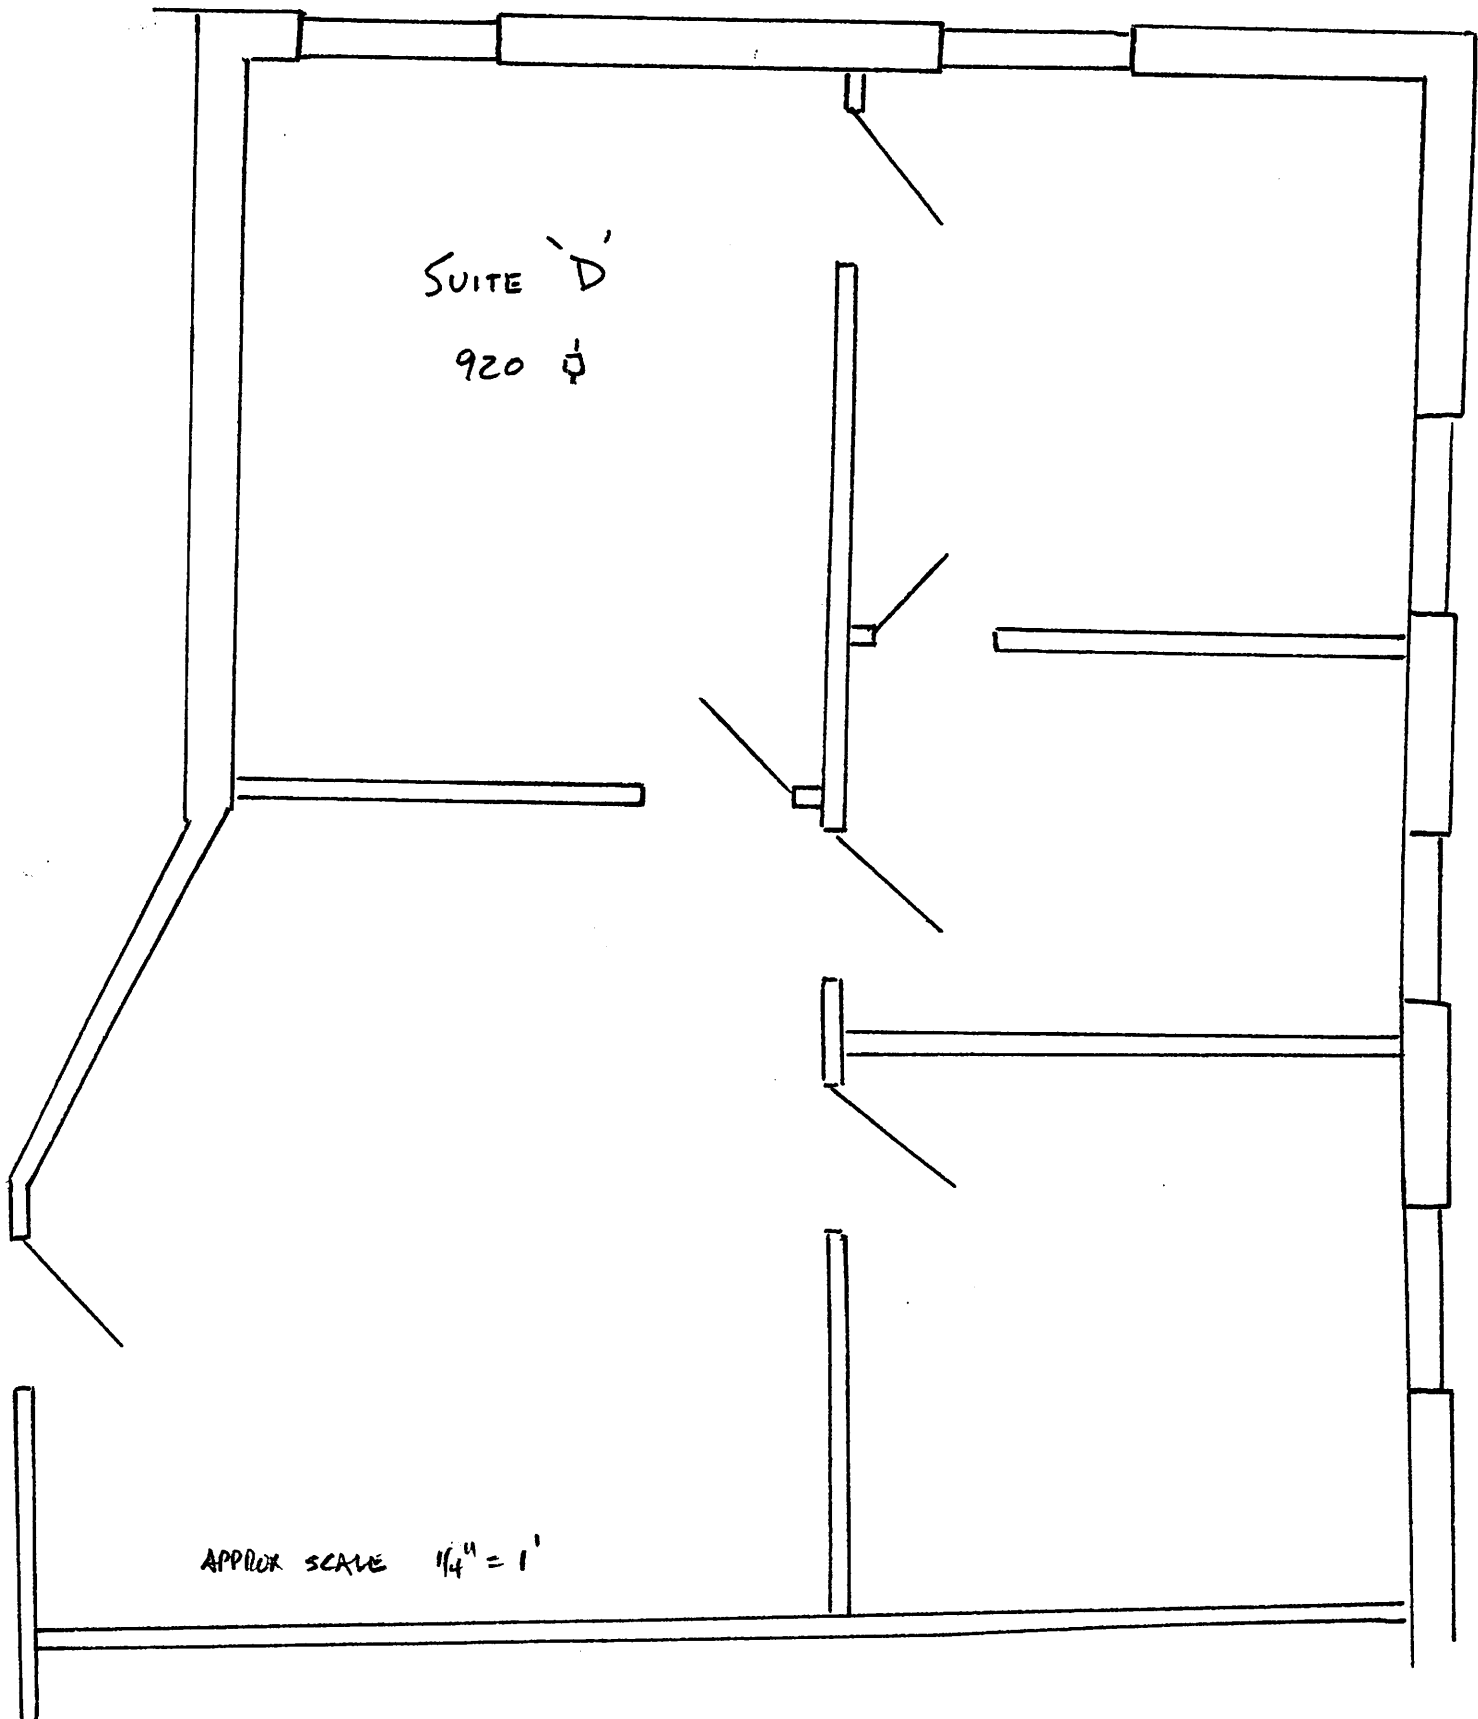 SUITE 'D'
920 ⏍
APPROX SCALE 1/4" = 1'